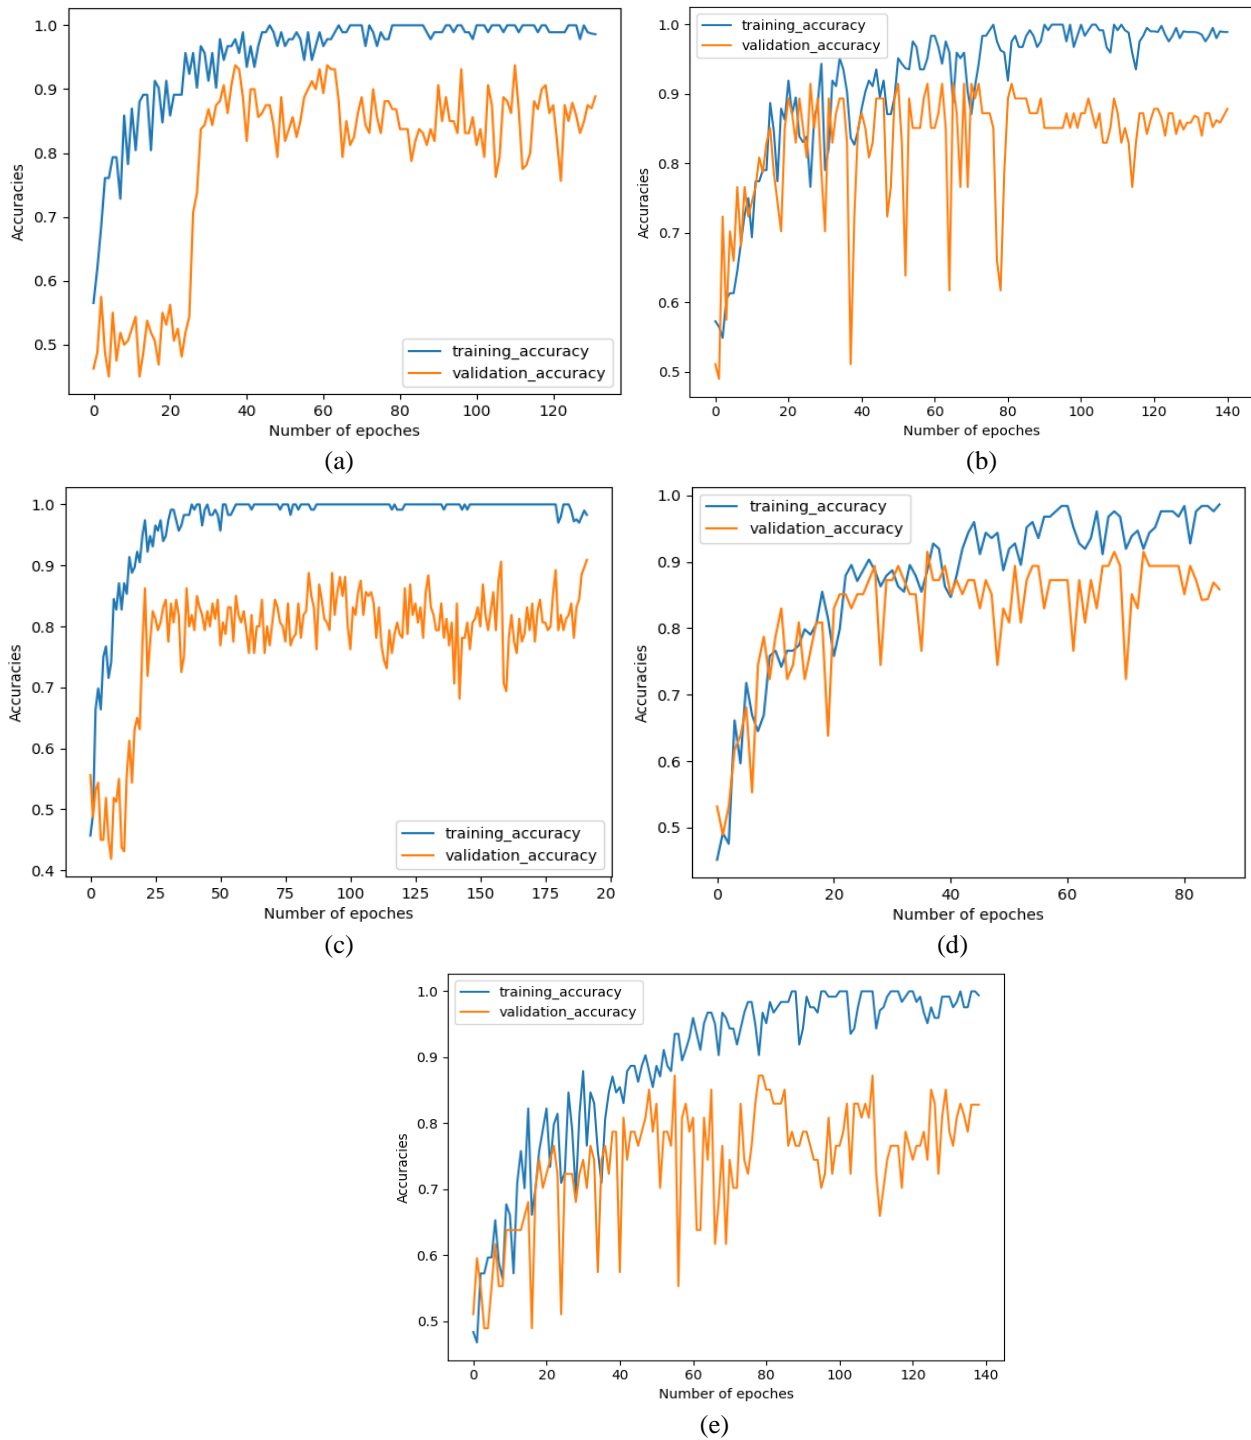 1.0
0.9
0.8
0.7
0.6
0.5
Accuracies
training_accuracy
validation_accuracy
0 20 40 60 80 100 120
Number of epoches
(a)
training_accuracy
validation_accuracy
1.0
0.9
0.8
0.7
0.6
0.5
Accuracies
0 20 40 60 80 100 120 140
Number of epoches
(b)
1.0
0.9
0.8
0.7
0.6
0.5
0.4
Accuracies
training_accuracy
validation_accuracy
0 25 50 75 100 125 150 175 200
Number of epoches
(c)
training_accuracy
validation_accuracy
1.0
0.9
0.8
0.7
0.6
0.5
Accuracies
0 20 40 60 80
Number of epoches
(d)
training_accuracy
validation_accuracy
1.0
0.9
0.8
0.7
0.6
0.5
Accuracies
0 20 40 60 80 100 120 140
Number of epoches
(e)